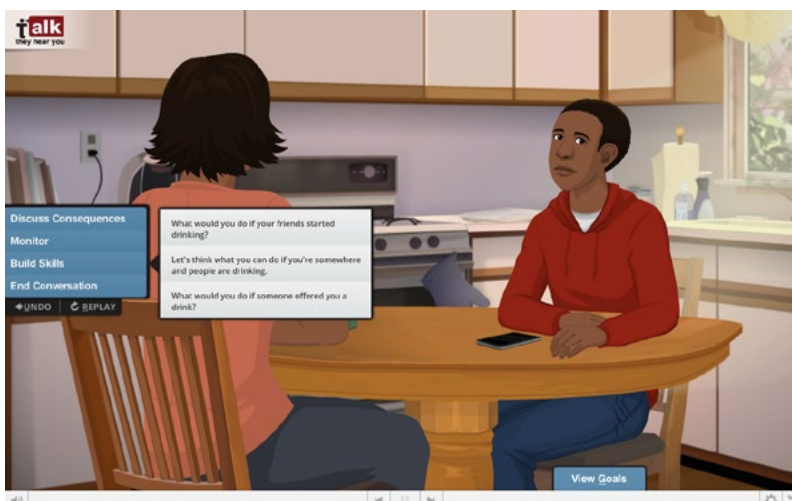 talk
they hear you
Discuss Consequences
Monitor
Build Skills
End Conversation
UNDO
REPLAY
What would you do if your friends started
drinking?
Let's think what you can do if you're somewhere
and people are drinking.
What would you do if someone offered you a
drink?
View Goals